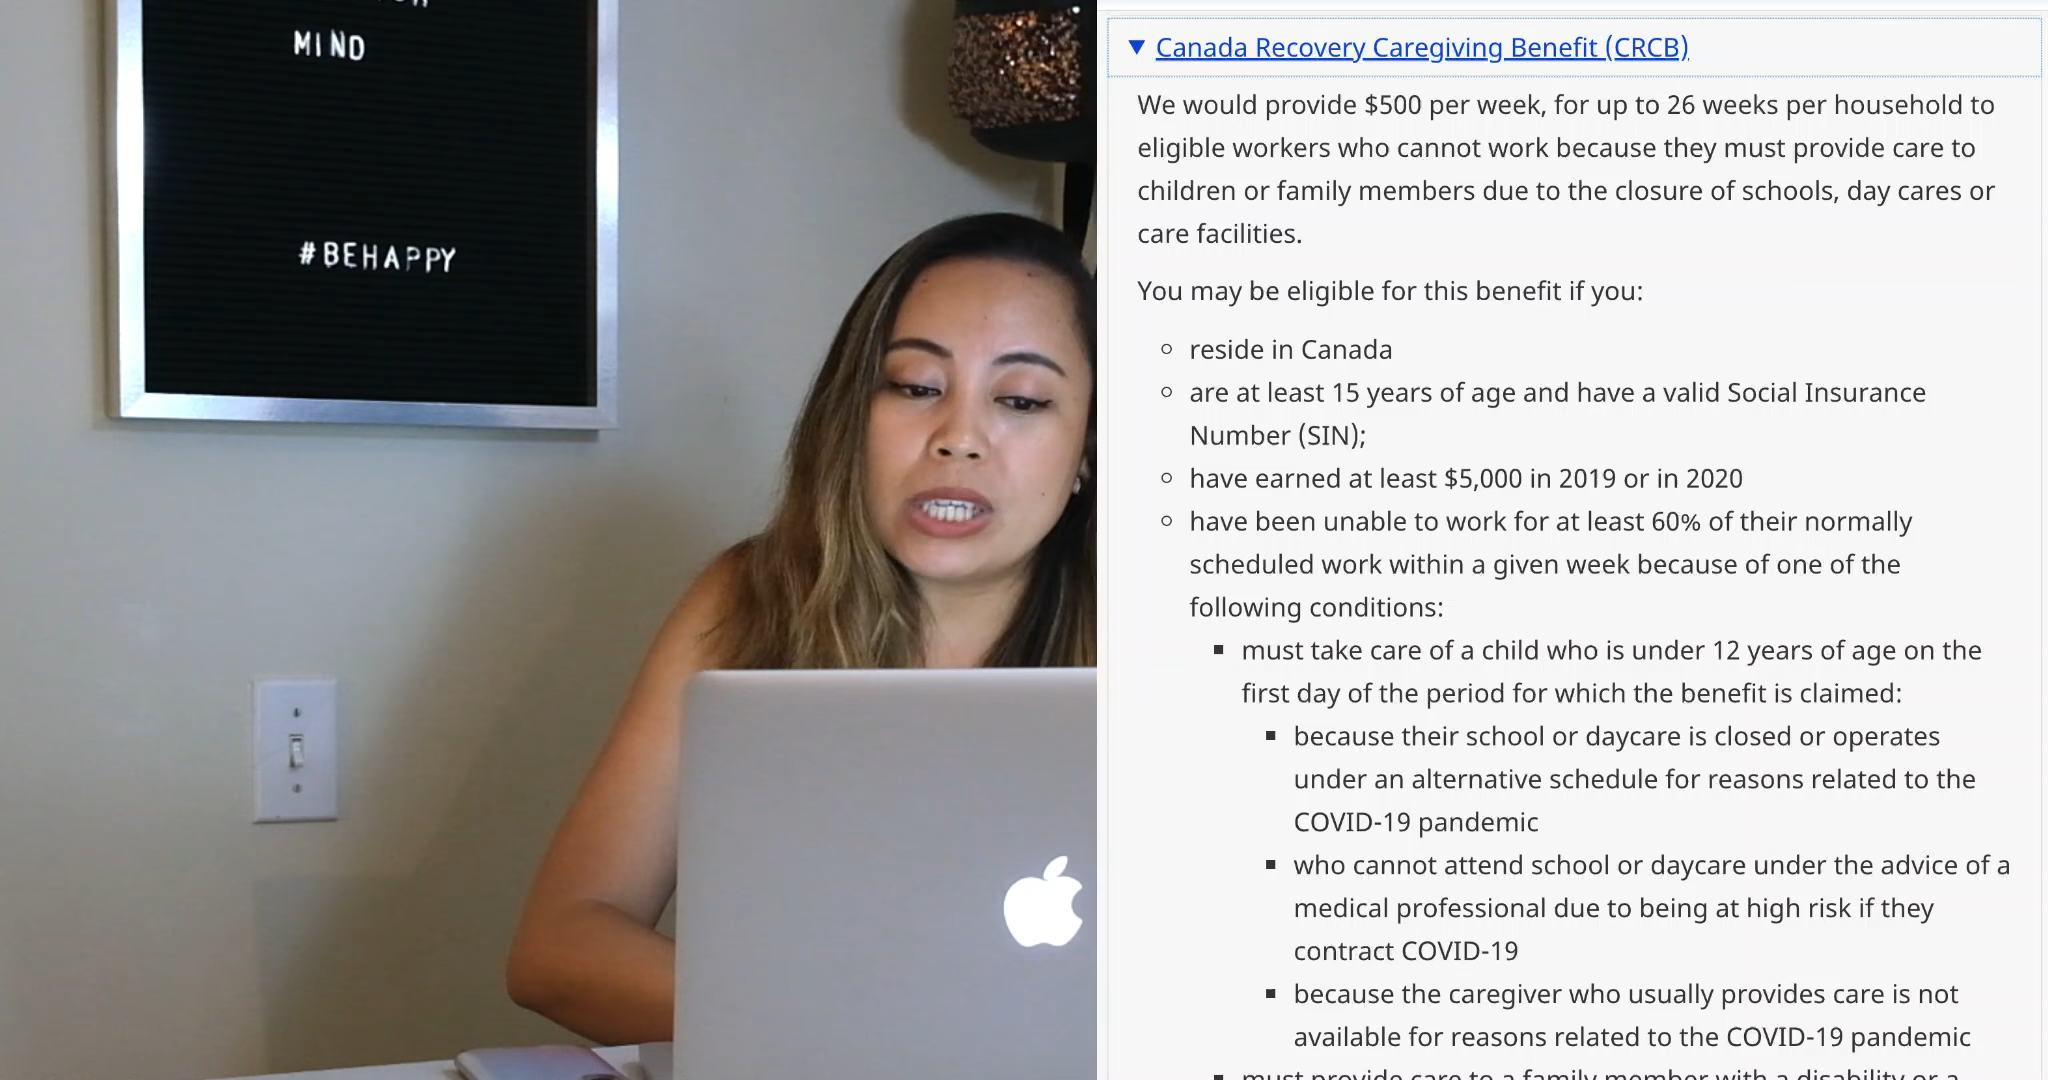 MIND
#BEHAPPY
Canada Recovery Caregiving Benefit (CRCB)
We would provide $500 per week, for up to 26 weeks per household to
eligible workers who cannot work because they must provide care to
children or family members due to the closure of schools, day cares or
care facilities.
You may be eligible for this benefit if you:
reside in Canada
are at least 15 years of age and have a valid Social Insurance
Number (SIN);
have earned at least $5,000 in 2019 or in 2020
have been unable to work for at least 60% of their normally
scheduled work within a given week because of one of the
following conditions:
must take care of a child who is under 12 years of age on the
first day of the period for which the benefit is claimed:
because their school or daycare is closed or operates
under an alternative schedule for reasons related to the
COVID-19 pandemic
who cannot attend school or daycare under the advice of a
medical professional due to being at high risk if they
contract COVID-19
because the caregiver who usually provides care is not
available for reasons related to the COVID-19 pandemic
must provide care to a family member with a disability or a